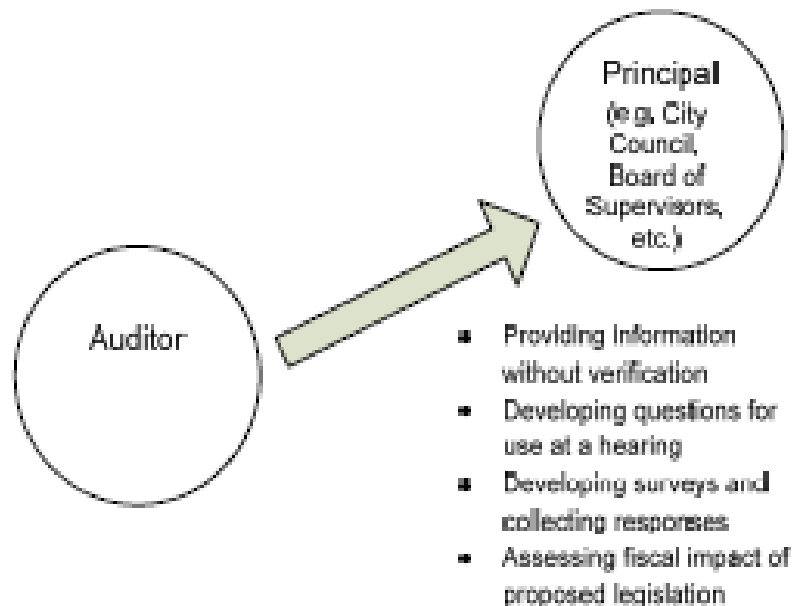 Principal
(e.g. City
Council,
Board of
Supervisors,
etc.)
Auditor
• Providing information
without verification
• Developing questions for
use at a hearing
• Developing surveys and
collecting responses
• Assessing fiscal impact of
proposed legislation